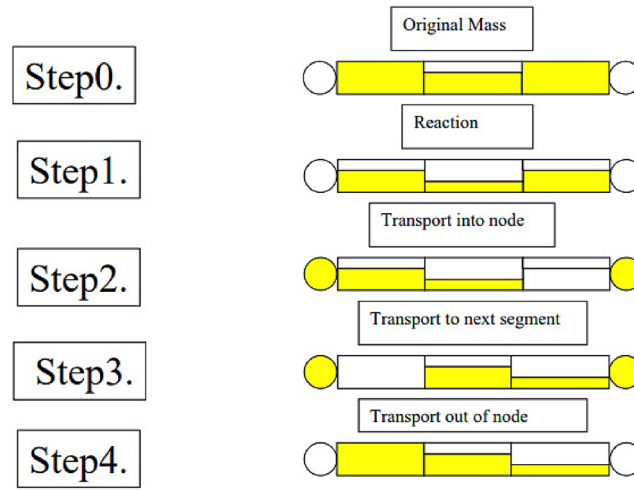 Original Mass
Step0.
Reaction
Step1.
Transport into node
Step2.
Transport to next segment
Step3.
Transport out of node
Step4.